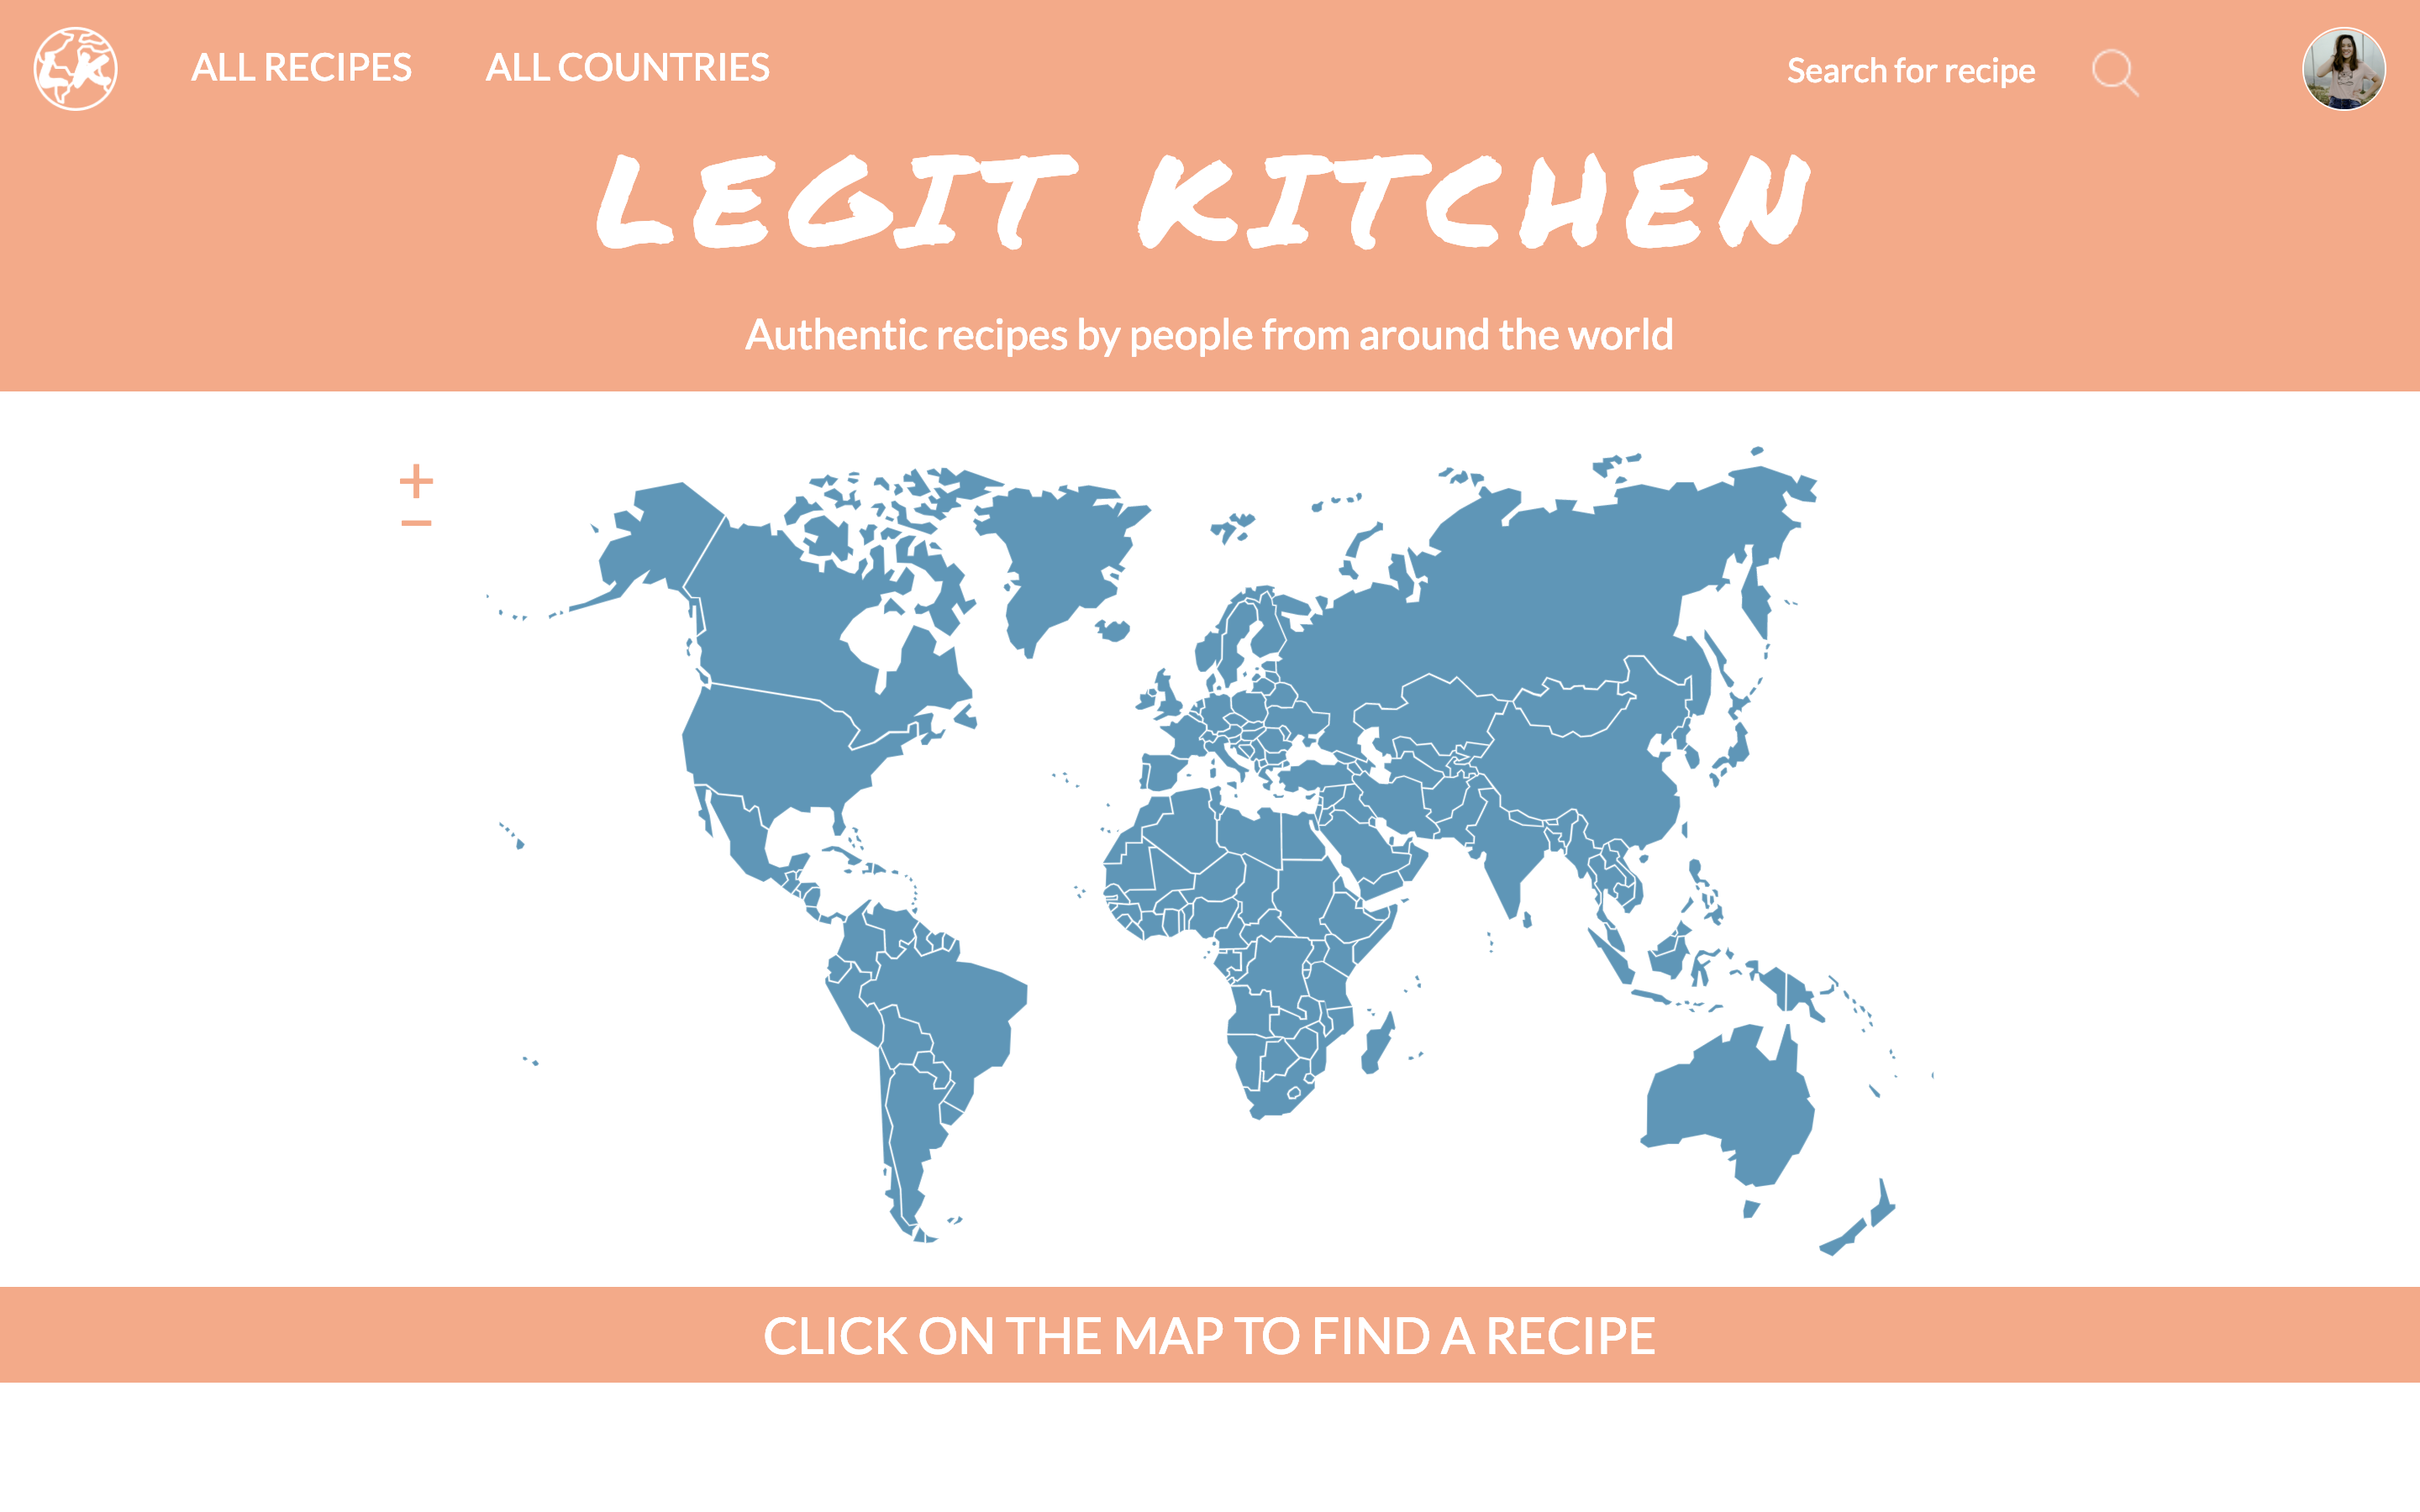 LK
ALL RECIPES
ALL COUNTRIES
Search for recipe
LEGIT KITCHEN
Authentic recipes by people from around the world
+
−
CLICK ON THE MAP TO FIND A RECIPE